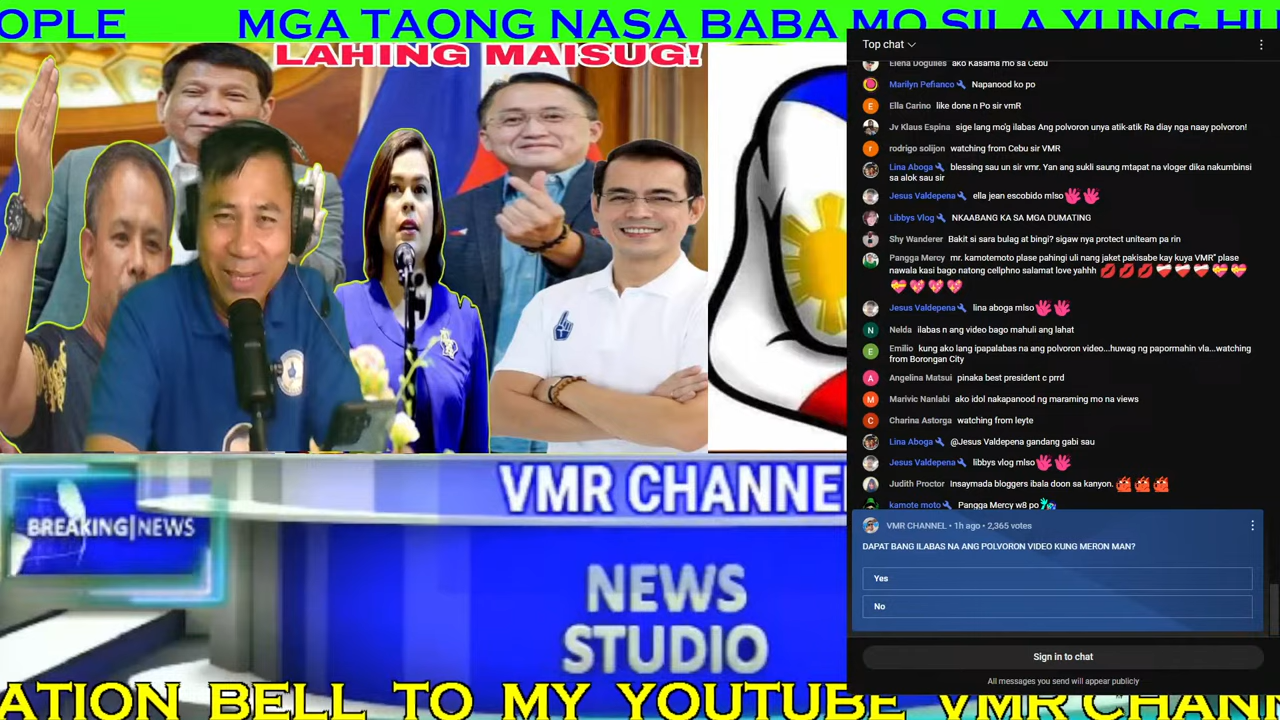 OPLE MGA TAONG NASA BABA MO SILA YUNG HU
LAHING MAISUG!
Top chat
Elena Dogulles ako Kasama mo sa Cebu
Marilyn Pefianco Napanood ko po
Ella Carino like done n Po sir vmR
Jv Klaus Espina sige lang mo'g ilabas Ang polvoron unya atik-atik Ra diay nga naay polvoron!
rodrigo solijon watching from Cebu sir VMR
Lina Aboga blessing sau un sir vmr. Yan ang sukli saung mtapat na vloger dika nakumbinsi
sa alok sau sir
Jesus Valdepena ella jean escobido mlso
Libbys Vlog NKAABANG KA SA MGA DUMATING
Shy Wanderer Bakit si sara bulag at bingi? sigaw nya protect uniteam pa rin
Pangga Mercy mr. kamotemoto plase pahingi uli nang jaket pakisabe kay kuya VMR" plase
nawala kasi bago natong cellphno salamat love yahhh
Jesus Valdepena lina aboga mlso
Nelda ilabas n ang video bago mahuli ang lahat
Emilio kung ako lang ipapalabas na ang polvoron video...huwag ng papormahin vla...watching
from Borongan City
Angelina Matsui pinaka best president c prrd
Marivic Nanlabi ako idol nakapanood ng maraming mo na views
Charina Astorga watching from leyte
Lina Aboga @Jesus Valdepena gandang gabi sau
Jesus Valdepena libbys vlog mlso
Judith Proctor Insaymada bloggers ibala doon sa kanyon.
kamote moto Pangga Mercy w8 po
VMR CHANNEL • 1h ago • 2,365 votes
DAPAT BANG ILABAS NA ANG POLVORON VIDEO KUNG MERON MAN?
Yes
No
Sign in to chat
All messages you send will appear publicly
VMR CHANNE
BREAKING|NEWS
NEWS
STUDIO
ATION BELL TO MY YOUTUBE VMR CHAN